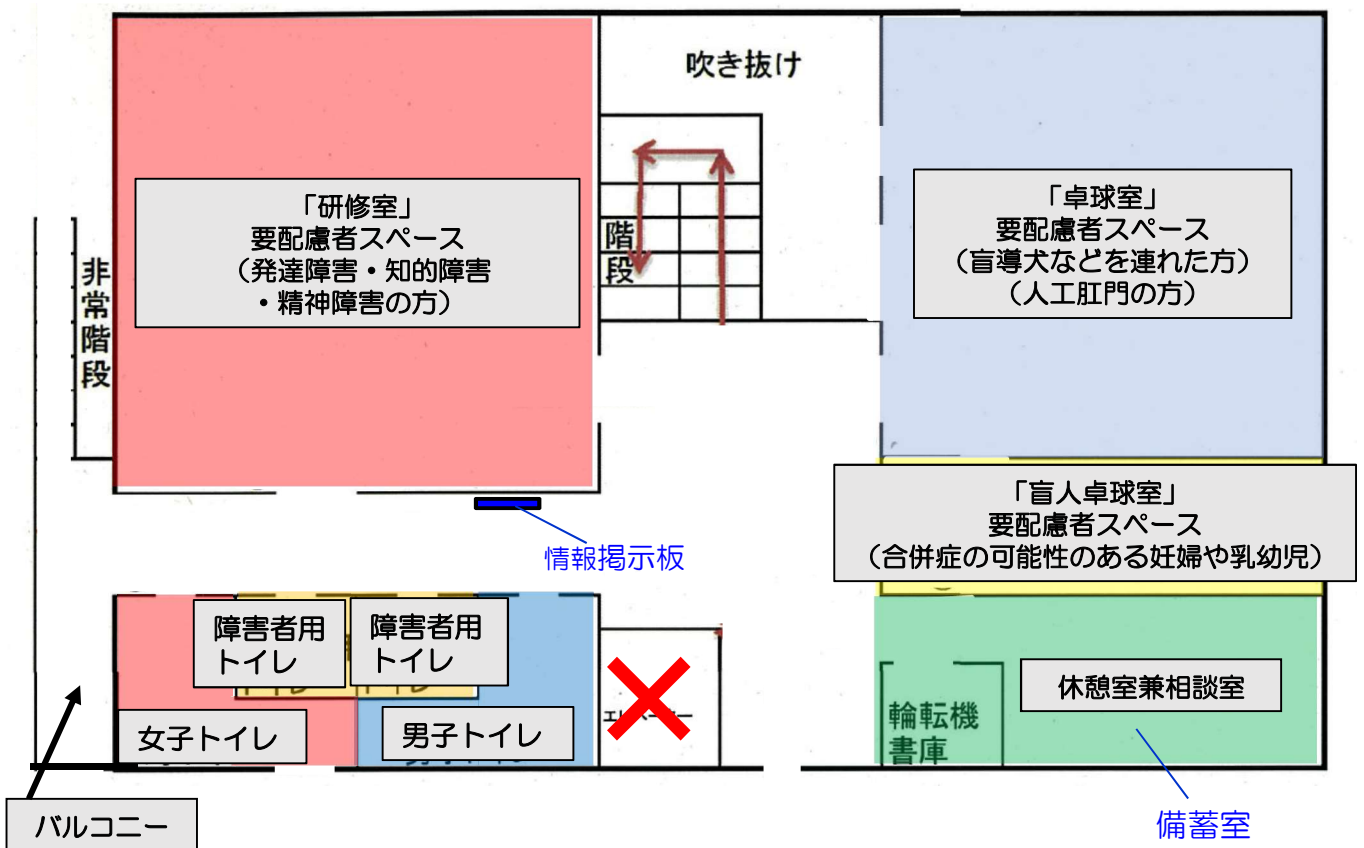 吹き抜け
「研修室」
要配慮者スペース
（発達障害・知的障害
・精神障害の方）
階
段
「卓球室」
要配慮者スペース
（盲導犬などを連れた方）
（人工肛門の方）
非
常
階
段
「盲人卓球室」
要配慮者スペース
（合併症の可能性のある妊婦や乳幼児）
情報掲示板
障害者用
トイレ
障害者用
トイレ
女子トイレ
男子トイレ
エレベーター
輪転機
書庫
休憩室兼相談室
バルコニー
備蓄室